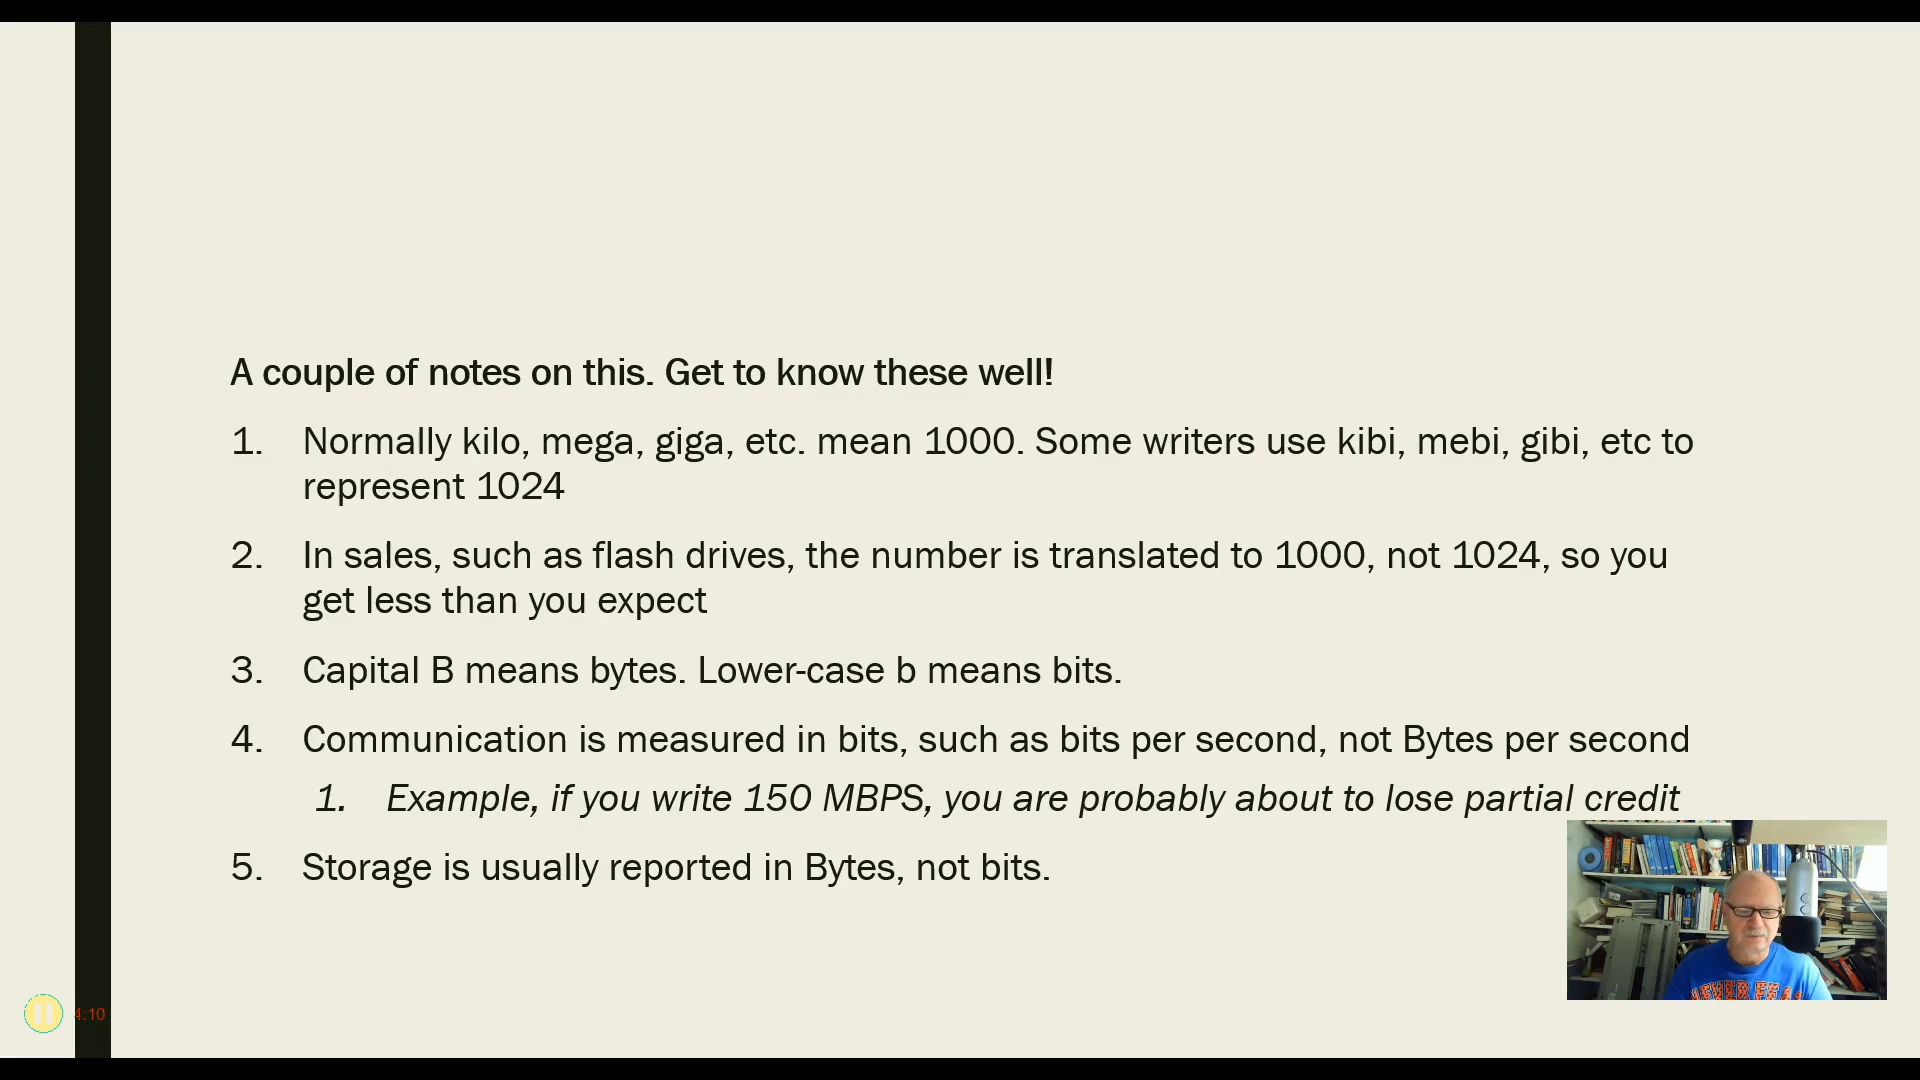 A couple of notes on this. Get to know these well!
1. Normally kilo, mega, giga, etc. mean 1000. Some writers use kibi, mebi, gibi, etc to
represent 1024
2. In sales, such as flash drives, the number is translated to 1000, not 1024, so you
get less than you expect
3. Capital B means bytes. Lower-case b means bits.
4. Communication is measured in bits, such as bits per second, not Bytes per second
1. Example, if you write 150 MBPS, you are probably about to lose partial credit
5. Storage is usually reported in Bytes, not bits.
4:10